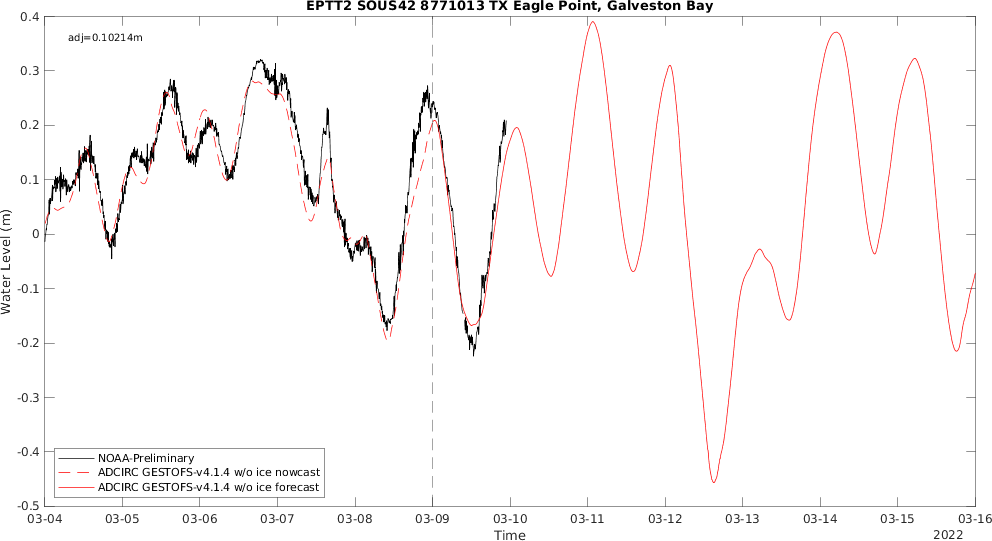 EPTT2 SOUS42 8771013 TX Eagle Point, Galveston Bay
adj=0.10214m
0.4
0.3
0.2
0.1
0
-0.1
-0.2
-0.3
-0.4
-0.5
Water Level (m)
NOAA-Preliminary
ADCIRC GESTOFS-v4.1.4 w/o ice nowcast
ADCIRC GESTOFS-v4.1.4 w/o ice forecast
03-04 03-05 03-06 03-07 03-08 03-09 03-10 03-11 03-12 03-13 03-14 03-15 03-16
Time
2022